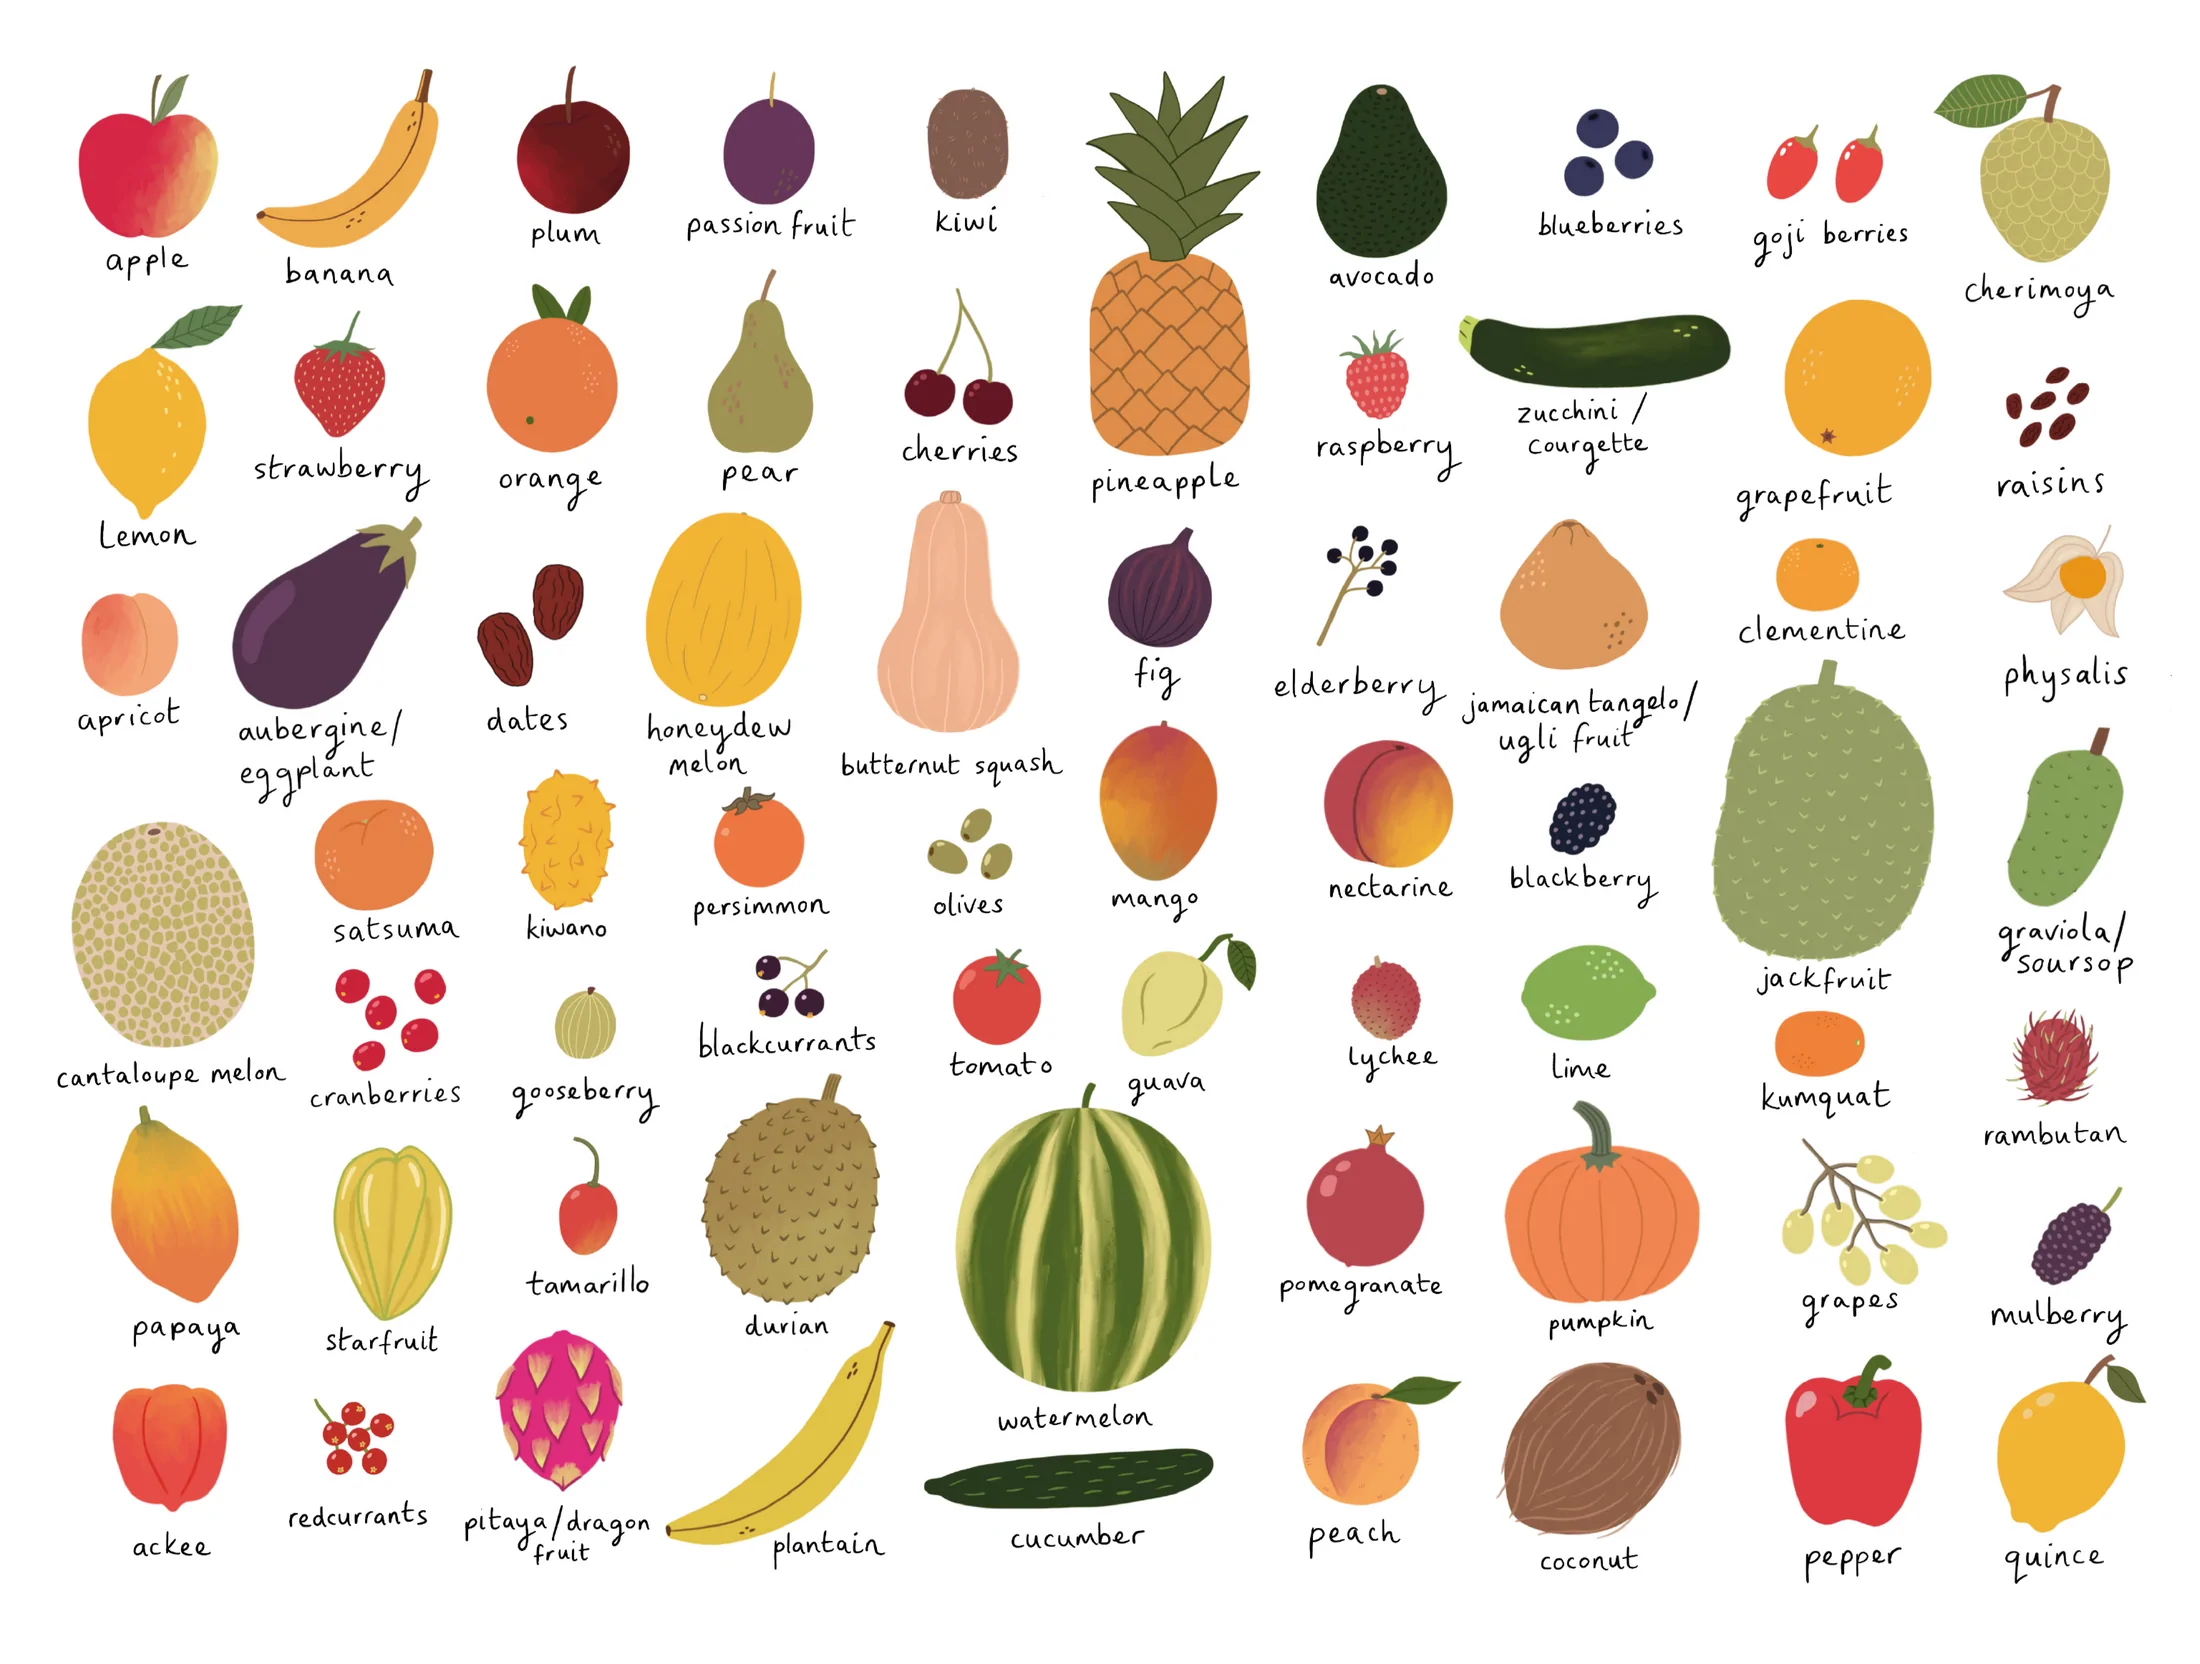 apple
banana
plum
passion fruit
kiwi
pineapple
avocado
blueberries
goji berries
cherimoya
Lemon
strawberry
orange
pear
cherries
raspberry
zucchini /
courgette
grapefruit
raisins
apricot
aubergine/
eggplant
dates
honeydew
melon
butternut squash
fig
elderberry
jamaican tangelo/
ugli fruit
clementine
physalis
cantaloupe melon
satsuma
kiwano
persimmon
olives
mango
nectarine
blackberry
jackfruit
graviola/
soursop
cranberries
gooseberry
blackcurrants
tomato
guava
lychee
lime
kumquat
rambutan
papaya
starfruit
tamarillo
durian
watermelon
pomegranate
pumpkin
grapes
mulberry
ackee
redcurrants
pitaya/dragon
fruit
plantain
cucumber
peach
coconut
pepper
quince